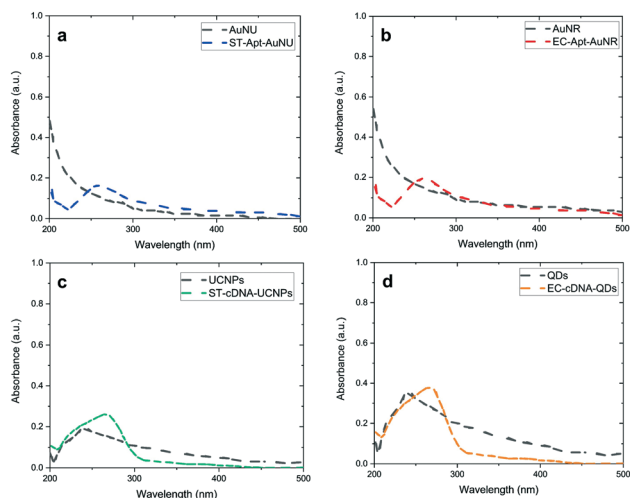 a
AuNU
ST-Apt-AuNU
1.0
0.8
0.6
0.4
0.2
0.0
Absorbance (a.u.)
200
300
400
500
Wavelength (nm)
b
AuNR
EC-Apt-AuNR
1.0
0.8
0.6
0.4
0.2
0.0
Absorbance (a.u.)
200
300
400
500
Wavelength (nm)
c
UCNPs
ST-cDNA-UCNPs
1.0
0.8
0.6
0.4
0.2
0.0
Absorbance (a.u.)
200
300
400
500
Wavelength (nm)
d
QDs
EC-cDNA-QDs
1.0
0.8
0.6
0.4
0.2
0.0
Absorbance (a.u.)
200
300
400
500
Wavelength (nm)